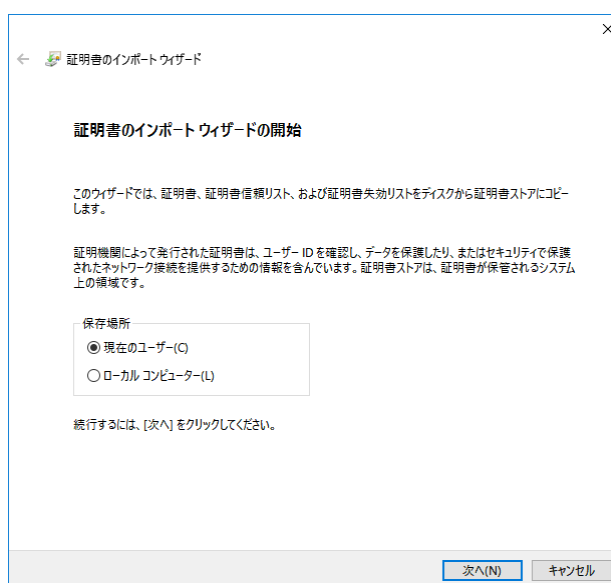 証明書のインポート ウィザード
証明書のインポート ウィザードの開始
このウィザードでは、証明書、証明書信頼リスト、および証明書失効リストをディスクから証明書ストアにコピー
します。
証明機関によって発行された証明書は、ユーザー ID を確認し、データを保護したり、またはセキュリティで保護
されたネットワーク接続を提供するための情報を含んでいます。証明書ストアは、証明書が保管されるシステム
上の領域です。
保存場所
現在のユーザー(C)
ローカル コンピューター(L)
続行するには、[次へ] をクリックしてください。
次へ(N)
キャンセル